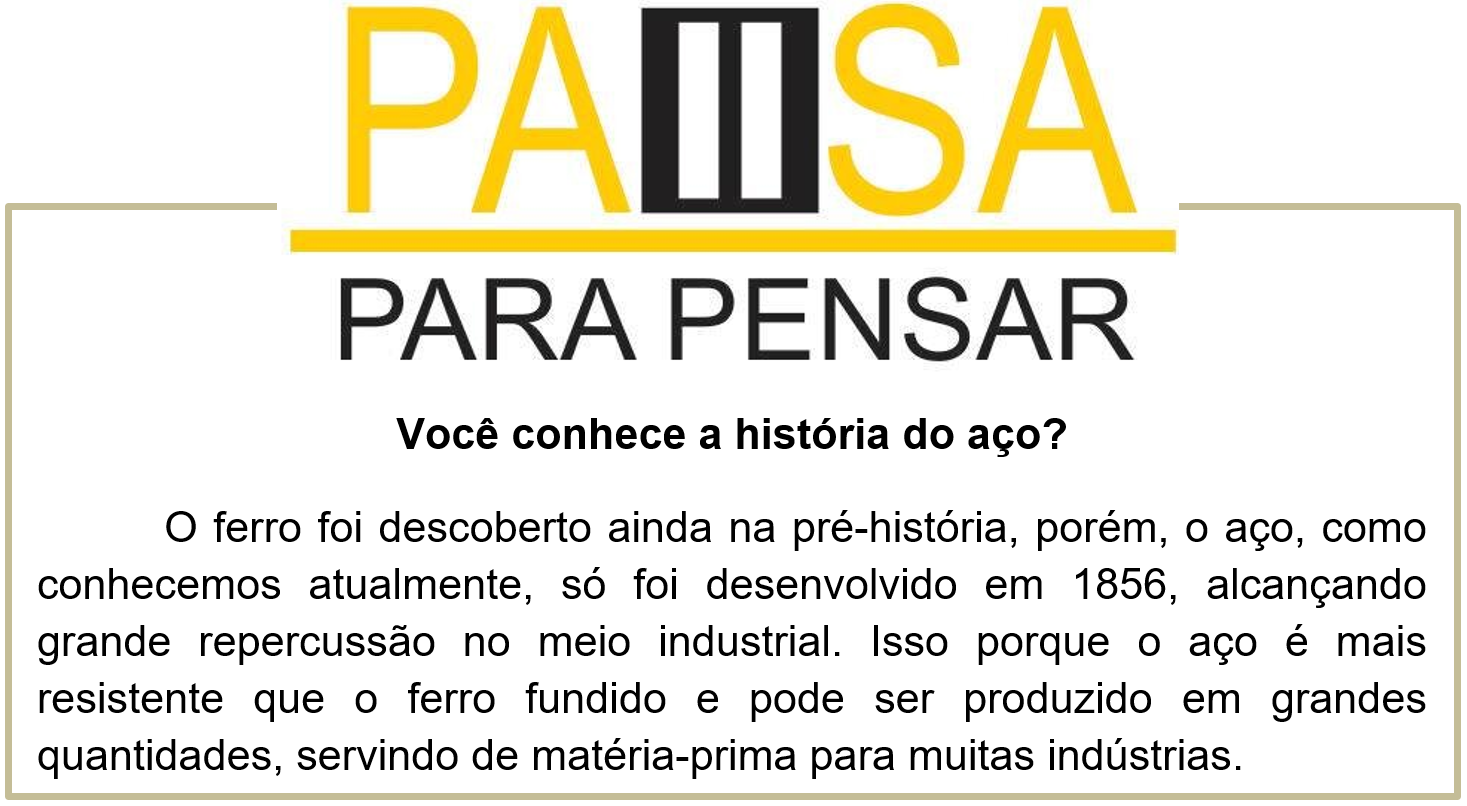 PAUSA
PARA PENSAR
Você conhece a história do aço?
O ferro foi descoberto ainda na pré-história, porém, o aço, como
conhecemos atualmente, só foi desenvolvido em 1856, alcançando
grande repercussão no meio industrial. Isso porque o aço é mais
resistente que o ferro fundido e pode ser produzido em grandes
quantidades, servindo de matéria-prima para muitas indústrias.